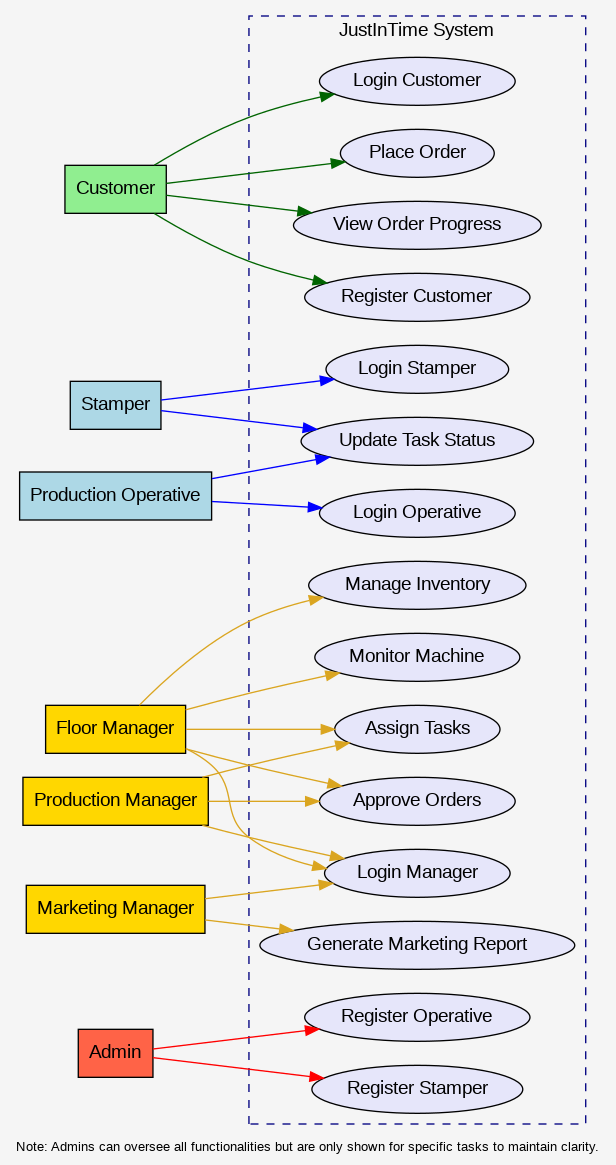 JustInTime System
Login Customer
Place Order
Customer
View Order Progress
Register Customer
Login Stamper
Stamper
Update Task Status
Production Operative
Login Operative
Manage Inventory
Monitor Machine
Floor Manager
Assign Tasks
Production Manager
Approve Orders
Login Manager
Marketing Manager
Generate Marketing Report
Register Operative
Admin
Register Stamper
Note: Admins can oversee all functionalities but are only shown for specific tasks to maintain clarity.